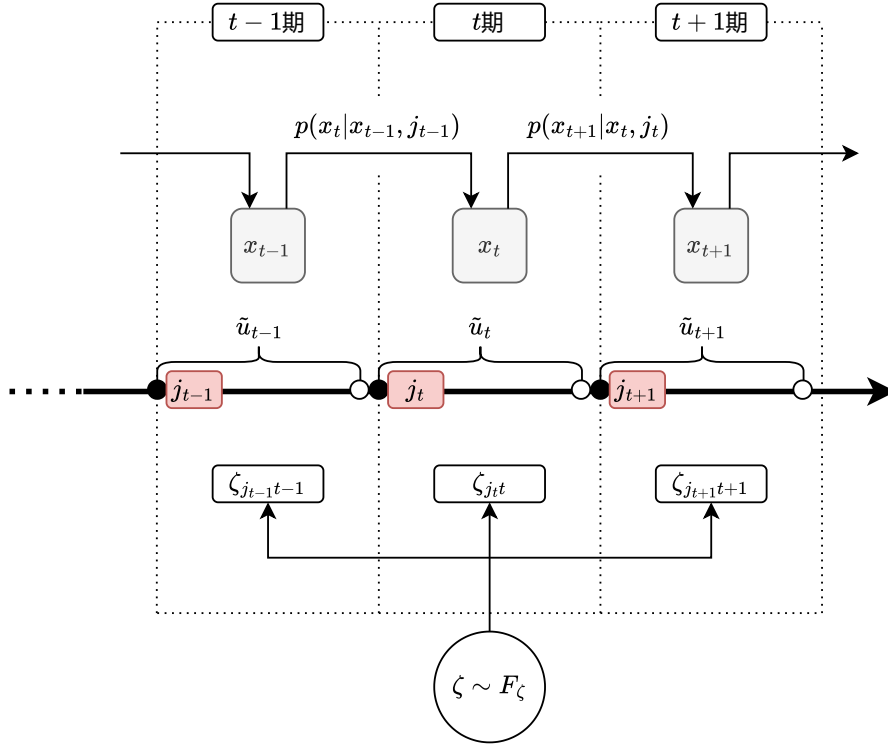 t − 1期
t期
t + 1期
p(x_t|x_{t−1}, j_{t−1})
p(x_{t+1}|x_t, j_t)
x_{t−1}
x_t
x_{t+1}
ũ_{t−1}
ũ_t
ũ_{t+1}
j_{t−1}
j_t
j_{t+1}
ζ_{j_{t−1}t−1}
ζ_{j_t t}
ζ_{j_{t+1}t+1}
ζ ∼ F_ζ